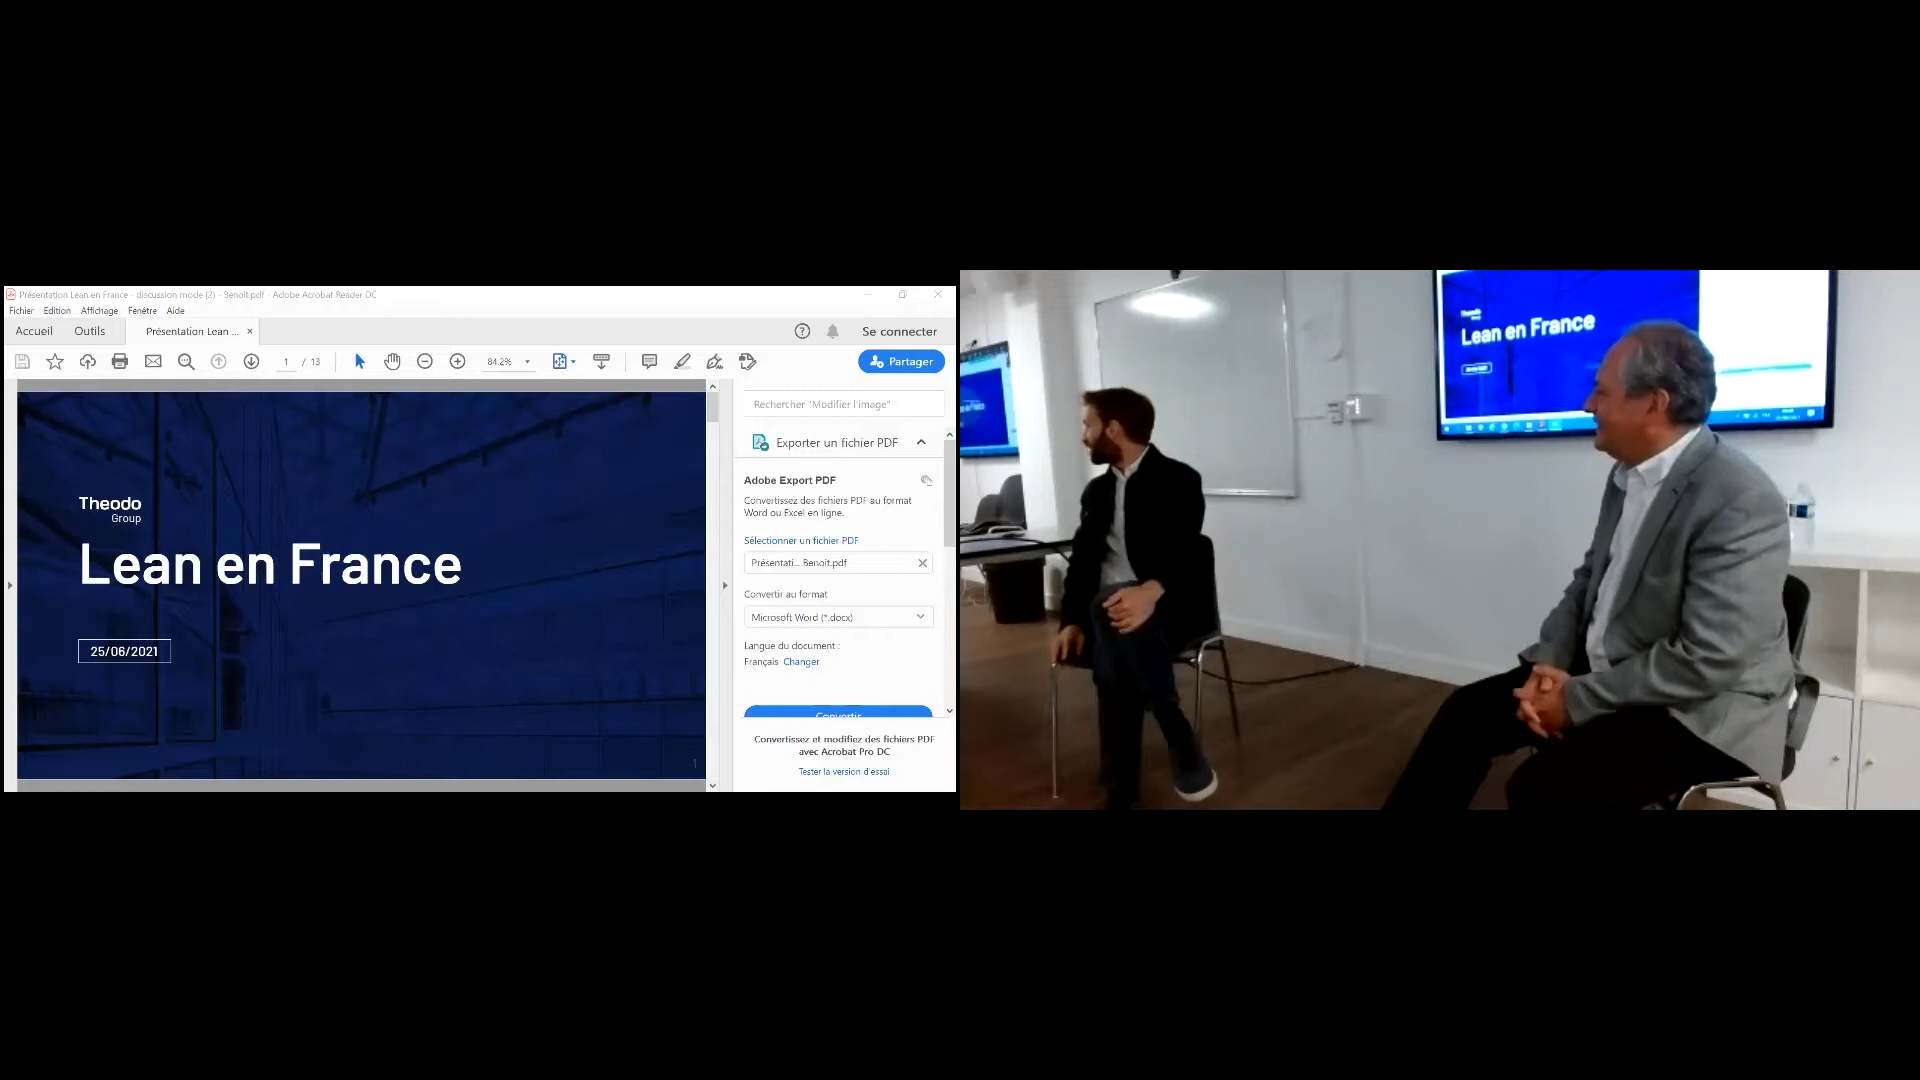 Présentation Lean en France - discussion mode (2) - Benoit.pdf - Adobe Acrobat Reader DC
Fichier Edition Affichage Fenêtre Aide
Accueil Outils Présentation Lean ... ×
Se connecter
1 / 13
84.2%
Partager
Theodo
Group
Lean en France
25/06/2021
1
Rechercher "Modifier l'image"
Exporter un fichier PDF
Adobe Export PDF
Convertissez des fichiers PDF au format
Word ou Excel en ligne.
Sélectionner un fichier PDF
Présentati... Benoit.pdf
Convertir au format
Microsoft Word (*.docx)
Langue du document :
Français Changer
Convertir
Convertissez et modifiez des fichiers PDF
avec Acrobat Pro DC
Tester la version d'essai
Theodo
Lean en France